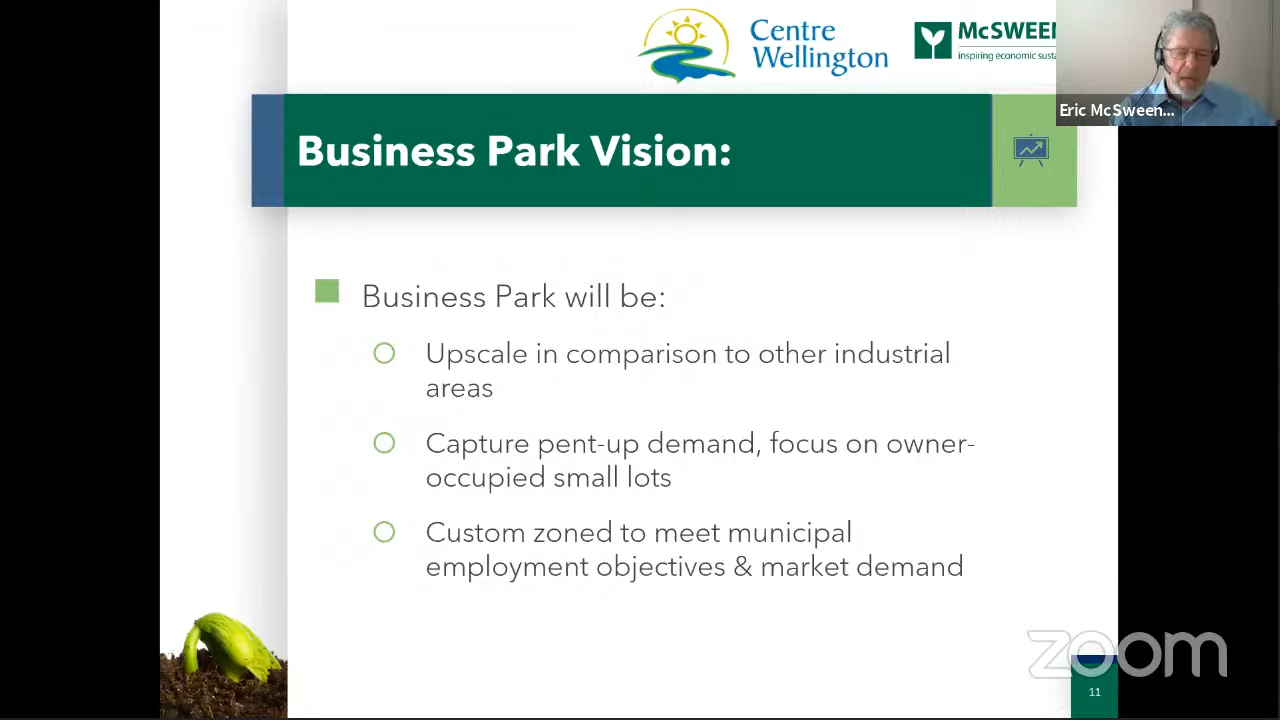 Centre
Wellington
McSWEEN
inspiring economic susta
Eric McSween...
Business Park Vision:
Business Park will be:
Upscale in comparison to other industrial
areas
Capture pent-up demand, focus on owner-
occupied small lots
Custom zoned to meet municipal
employment objectives & market demand
zoom
11